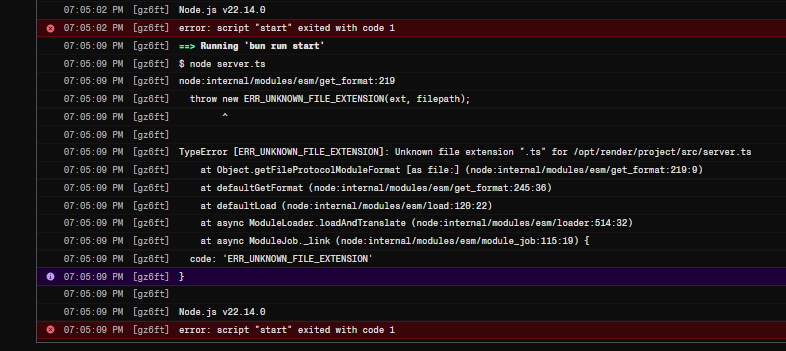 07:05:02 PM [gz6ft] Node.js v22.14.0
07:05:02 PM [gz6ft] error: script "start" exited with code 1
07:05:09 PM [gz6ft] ==> Running 'bun run start'
07:05:09 PM [gz6ft] $ node server.ts
07:05:09 PM [gz6ft] node:internal/modules/esm/get_format:219
07:05:09 PM [gz6ft] throw new ERR_UNKNOWN_FILE_EXTENSION(ext, filepath);
07:05:09 PM [gz6ft] ^
07:05:09 PM [gz6ft]
07:05:09 PM [gz6ft] TypeError [ERR_UNKNOWN_FILE_EXTENSION]: Unknown file extension ".ts" for /opt/render/project/src/server.ts
07:05:09 PM [gz6ft] at Object.getFileProtocolModuleFormat [as file:] (node:internal/modules/esm/get_format:219:9)
07:05:09 PM [gz6ft] at defaultGetFormat (node:internal/modules/esm/get_format:245:36)
07:05:09 PM [gz6ft] at defaultLoad (node:internal/modules/esm/load:120:22)
07:05:09 PM [gz6ft] at async ModuleLoader.loadAndTranslate (node:internal/modules/esm/loader:514:32)
07:05:09 PM [gz6ft] at async ModuleJob._link (node:internal/modules/esm/module_job:115:19) {
07:05:09 PM [gz6ft] code: 'ERR_UNKNOWN_FILE_EXTENSION'
07:05:09 PM [gz6ft] }
07:05:09 PM [gz6ft]
07:05:09 PM [gz6ft] Node.js v22.14.0
07:05:09 PM [gz6ft] error: script "start" exited with code 1